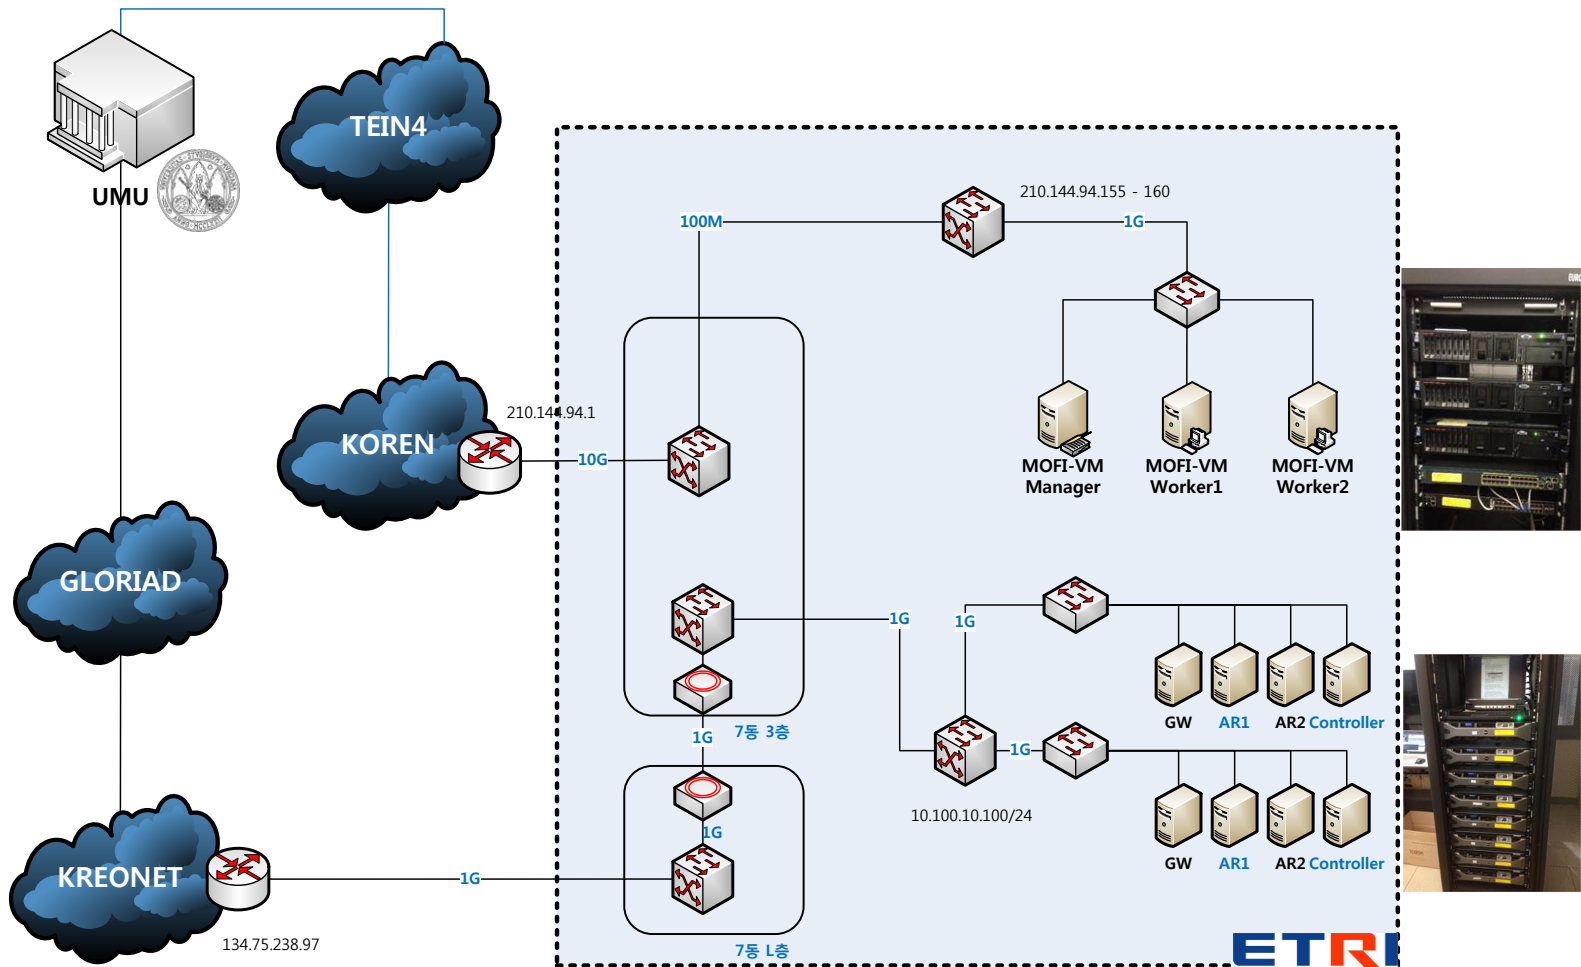 TEIN4
UMU
210.144.94.155 - 160
100M
1G
210.144.94.1
KOREN
10G
MOFI-VM
Manager
MOFI-VM
Worker1
MOFI-VM
Worker2
GLORIAD
1G
1G
GW
AR1
AR2
Controller
7동 3층
1G
1G
10.100.10.100/24
1G
GW
AR1
AR2
Controller
KREONET
1G
134.75.238.97
7동 L층
ETRI